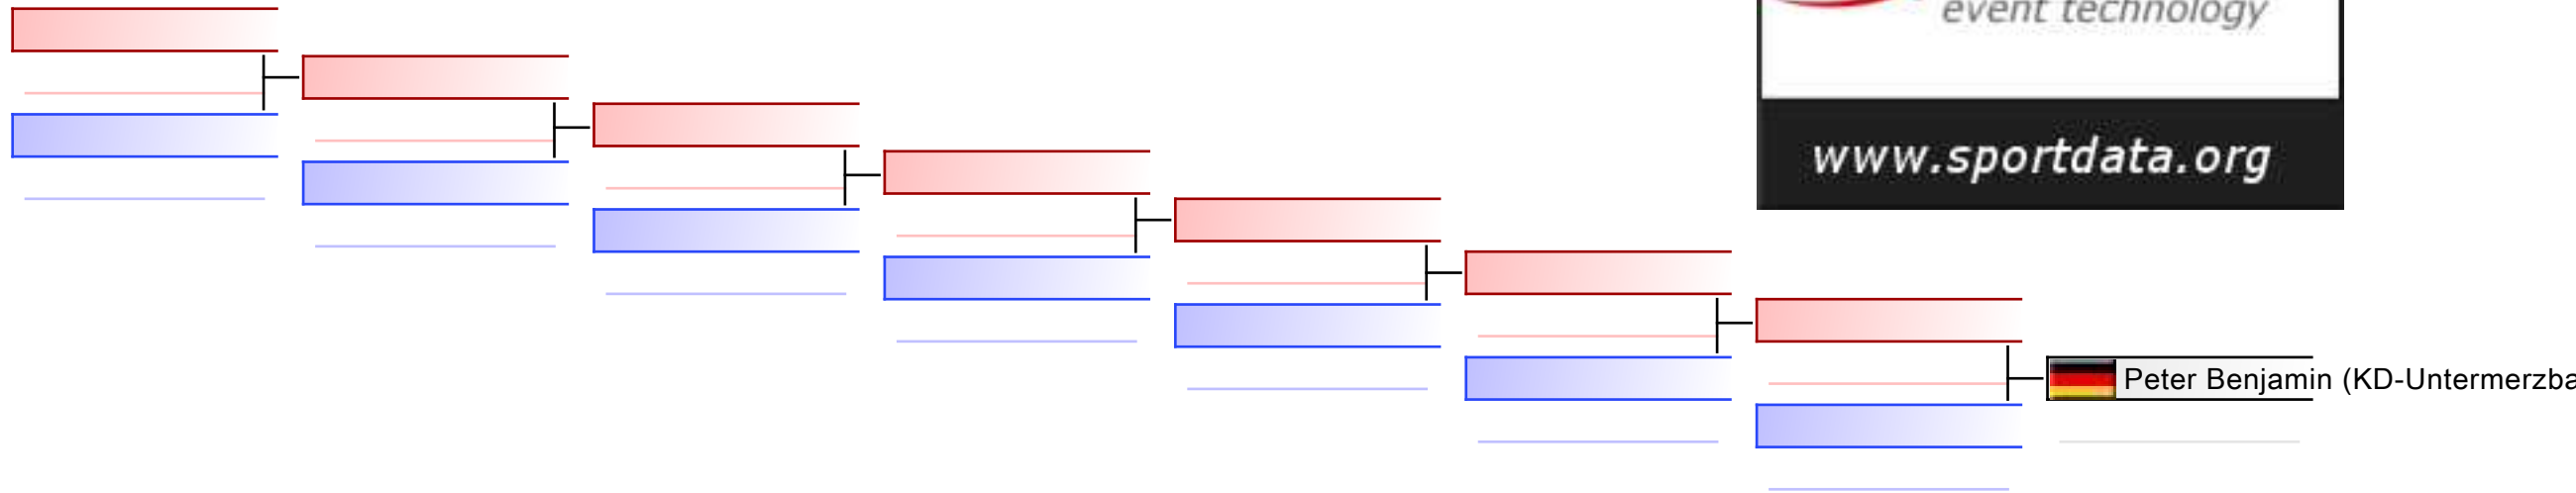 event technology
www.sportdata.org
Peter Benjamin (KD-Untermerzba